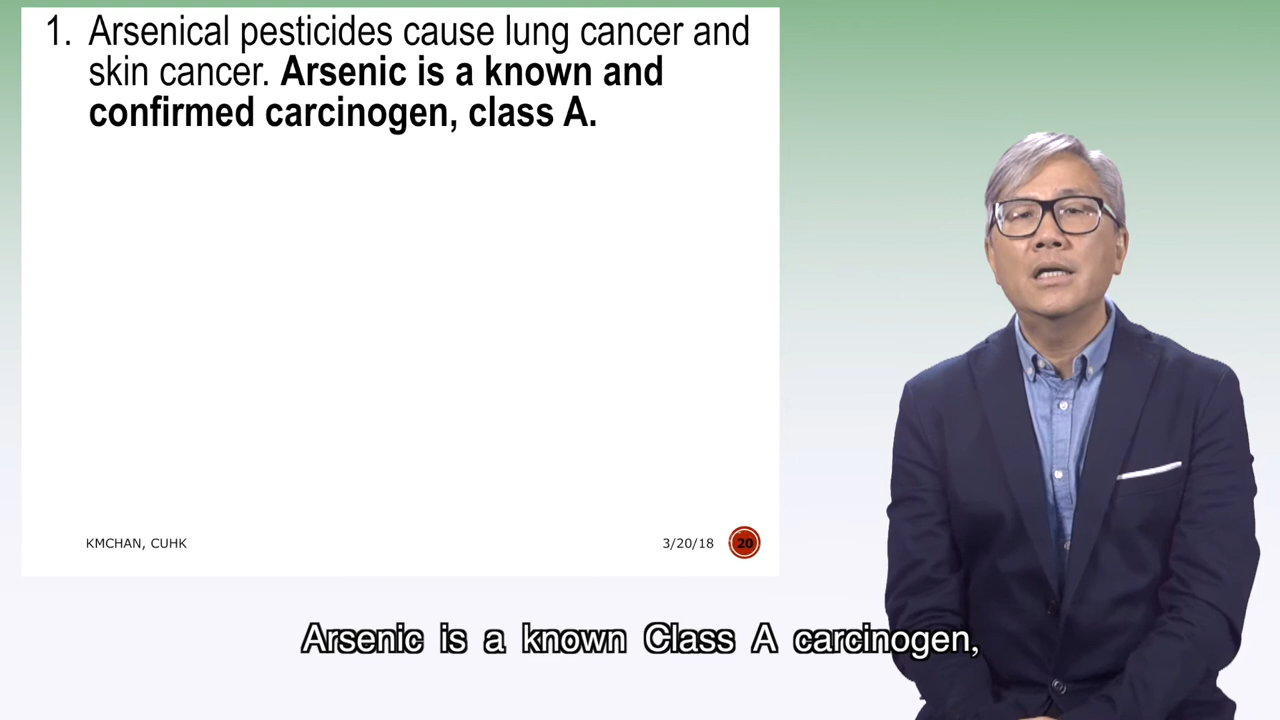 1. Arsenical pesticides cause lung cancer and
skin cancer. Arsenic is a known and
confirmed carcinogen, class A.
KMCHAN, CUHK
3/20/18
20
Arsenic is a known Class A carcinogen,